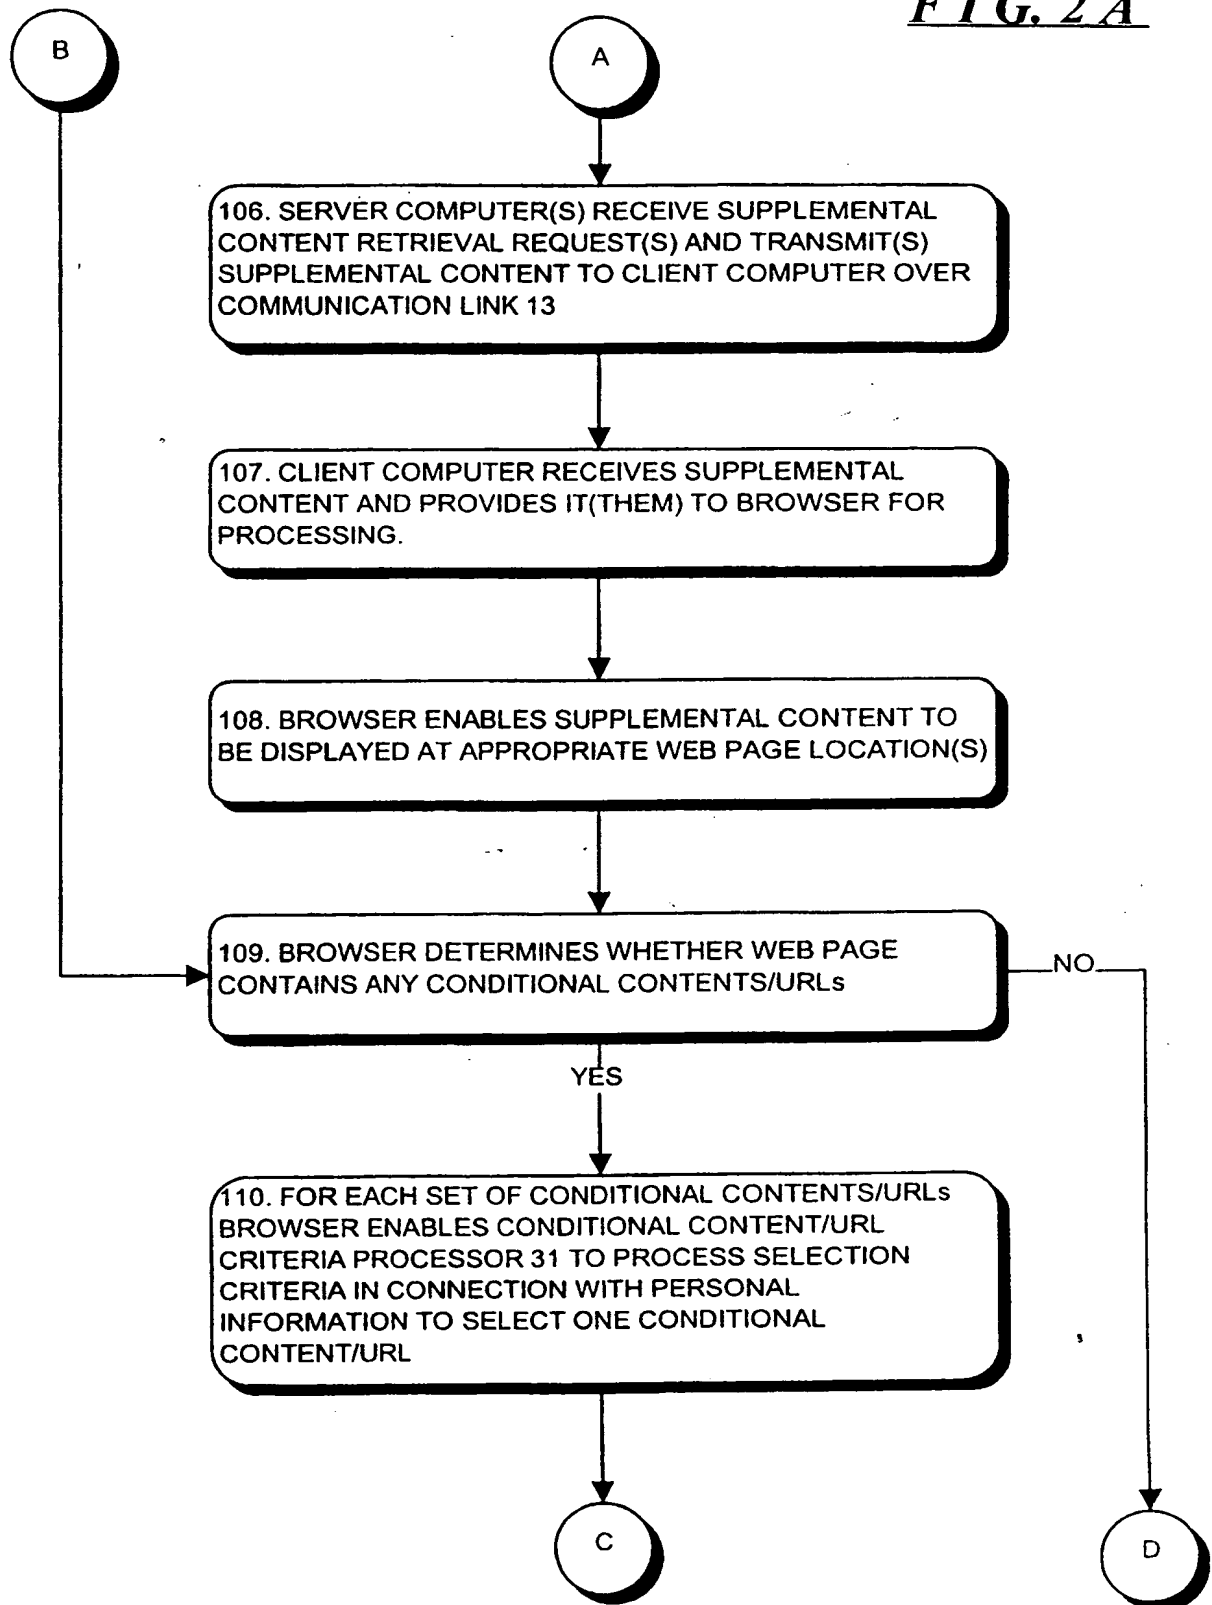 FIG. 2A
B
A
106. SERVER COMPUTER(S) RECEIVE SUPPLEMENTAL
CONTENT RETRIEVAL REQUEST(S) AND TRANSMIT(S)
SUPPLEMENTAL CONTENT TO CLIENT COMPUTER OVER
COMMUNICATION LINK 13
107. CLIENT COMPUTER RECEIVES SUPPLEMENTAL
CONTENT AND PROVIDES IT(THEM) TO BROWSER FOR
PROCESSING.
108. BROWSER ENABLES SUPPLEMENTAL CONTENT TO
BE DISPLAYED AT APPROPRIATE WEB PAGE LOCATION(S)
109. BROWSER DETERMINES WHETHER WEB PAGE
CONTAINS ANY CONDITIONAL CONTENTS/URLs
NO
YES
110. FOR EACH SET OF CONDITIONAL CONTENTS/URLs
BROWSER ENABLES CONDITIONAL CONTENT/URL
CRITERIA PROCESSOR 31 TO PROCESS SELECTION
CRITERIA IN CONNECTION WITH PERSONAL
INFORMATION TO SELECT ONE CONDITIONAL
CONTENT/URL
C
D